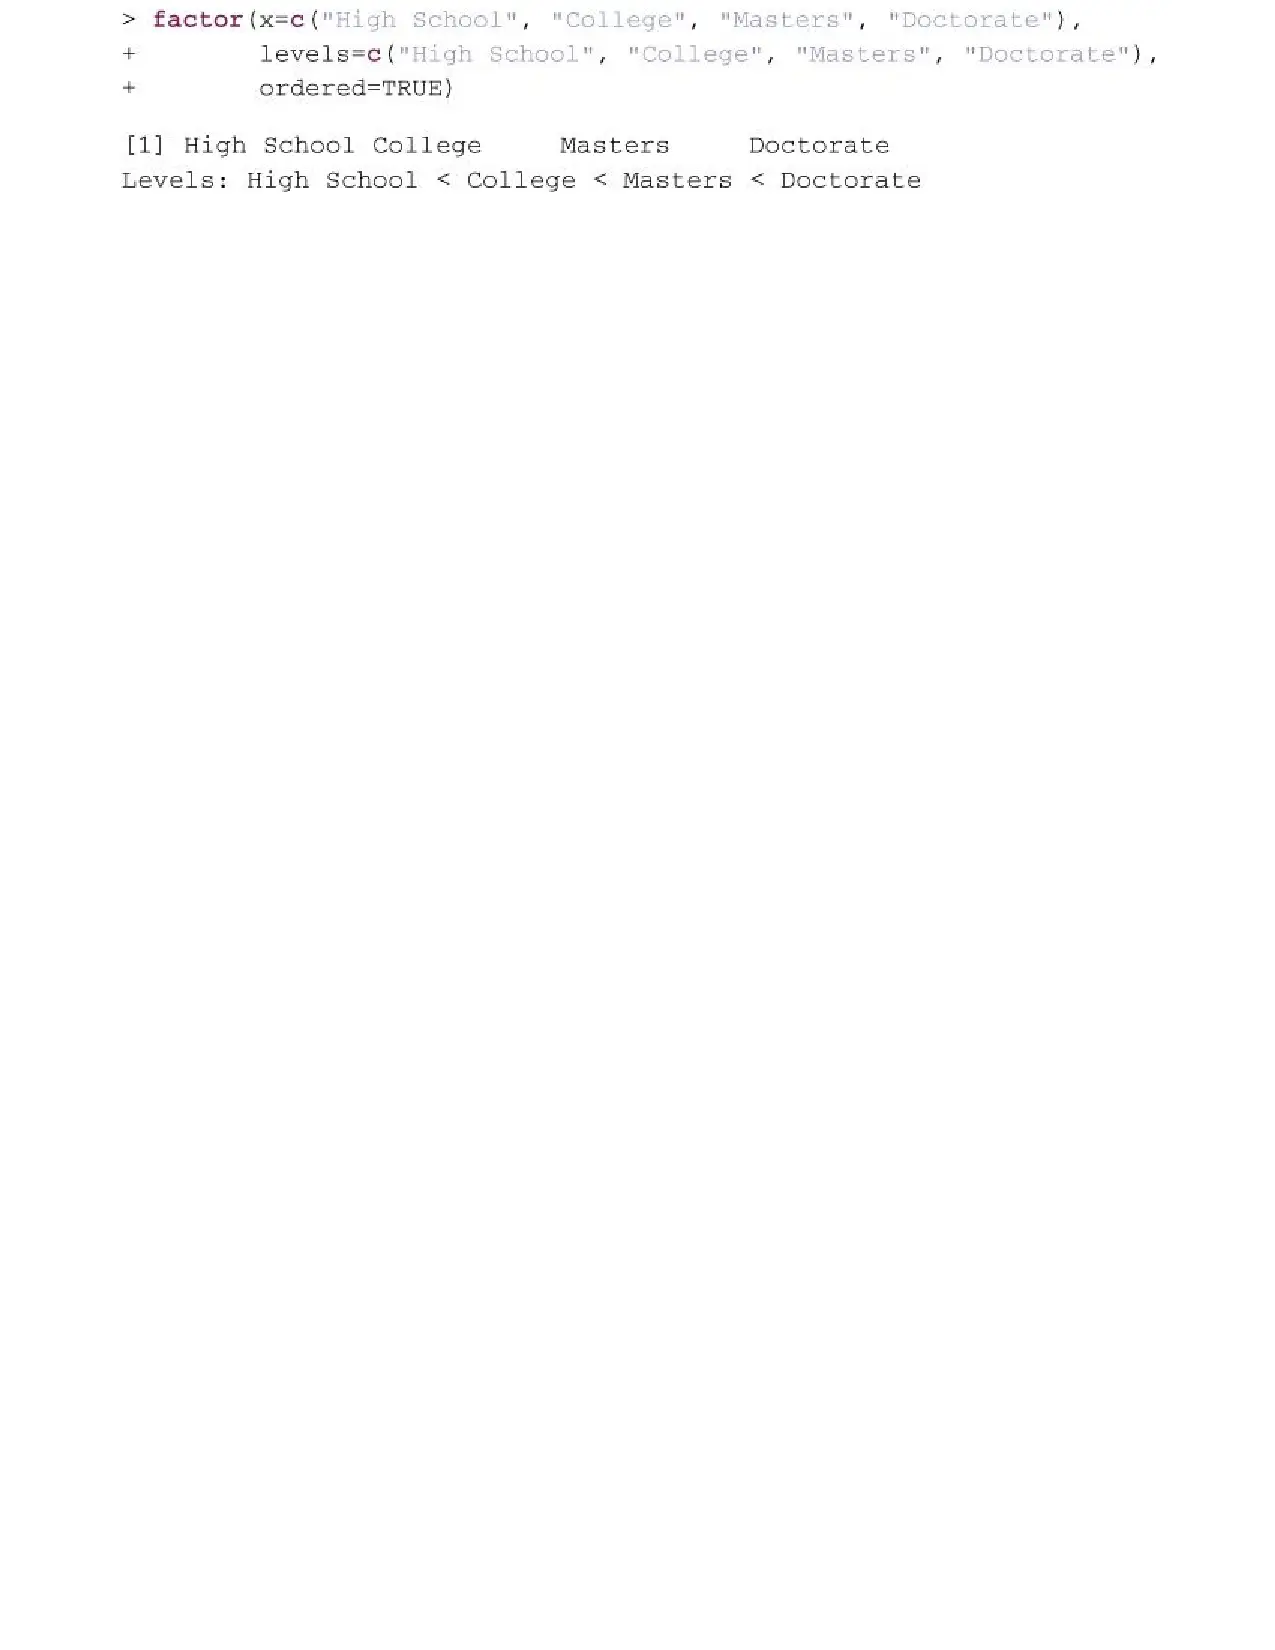 > factor(x=c("High School", "College", "Masters", "Doctorate"),
+        levels=c("High School", "College", "Masters", "Doctorate"),
+        ordered=TRUE)
[1] High School College     Masters     Doctorate
Levels: High School < College < Masters < Doctorate